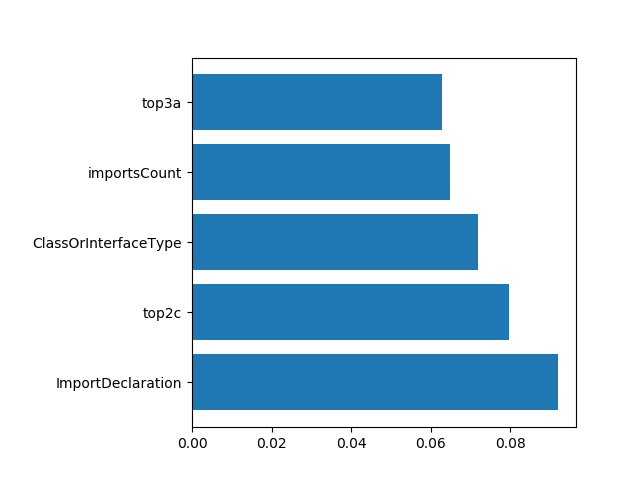 top3a
importsCount
ClassOrInterfaceType
top2c
ImportDeclaration
0.00 0.02 0.04 0.06 0.08